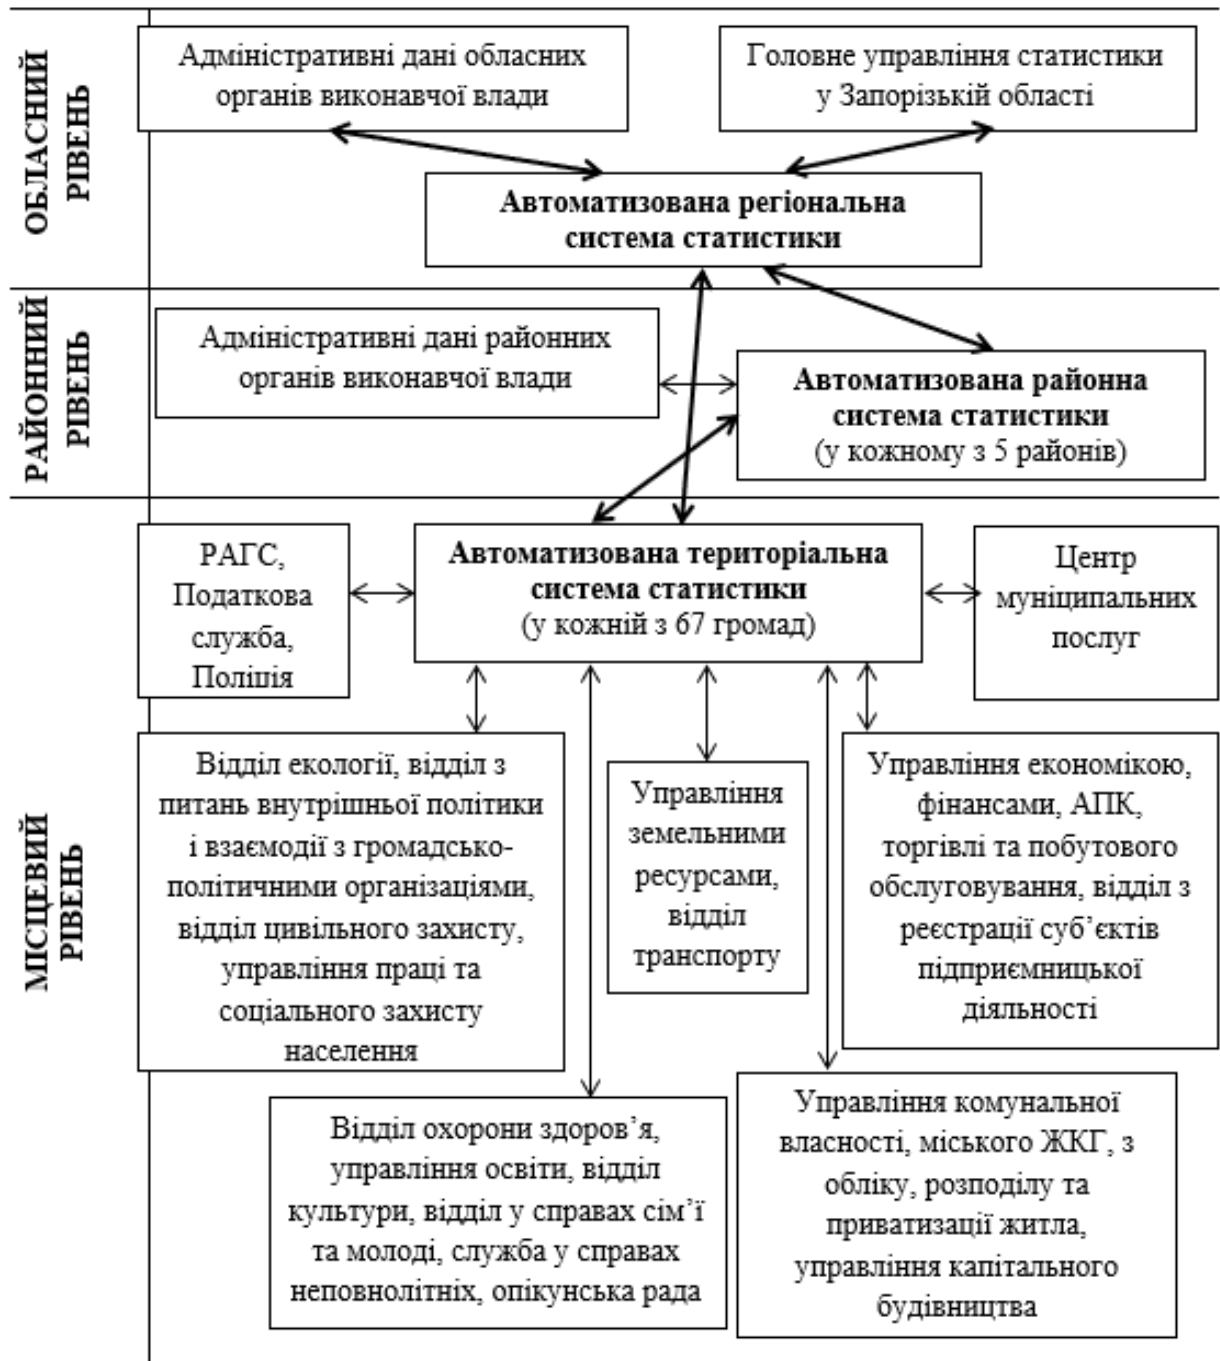 ОБЛАСНИЙ
РІВЕНЬ
Адміністративні дані обласних
органів виконавчої влади
Головне управління статистики
у Запорізькій області
Автоматизована регіональна
система статистики
РАЙОННИЙ
РІВЕНЬ
Адміністративні дані районних
органів виконавчої влади
Автоматизована районна
система статистики
(у кожному з 5 районів)
МІСЦЕВИЙ
РІВЕНЬ
РАГС,
Податкова
служба,
Поліція
Автоматизована територіальна
система статистики
(у кожній з 67 громад)
Центр
муніципальних
послуг
Відділ екології, відділ з
питань внутрішньої політики
і взаємодії з громадсько-
політичними організаціями,
відділ цивільного захисту,
управління праці та
соціального захисту
населення
Управління
земельними
ресурсами,
відділ
транспорту
Управління економікою,
фінансами, АПК,
торгівлі та побутового
обслуговування, відділ з
реєстрації суб’єктів
підприємницької
діяльності
Відділ охорони здоров’я,
управління освіти, відділ
культури, відділ у справах сім’ї
та молоді, служба у справах
неповнолітніх, опікунська рада
Управління комунальної
власності, міського ЖКГ, з
обліку, розподілу та
приватизації житла,
управління капітального
будівництва